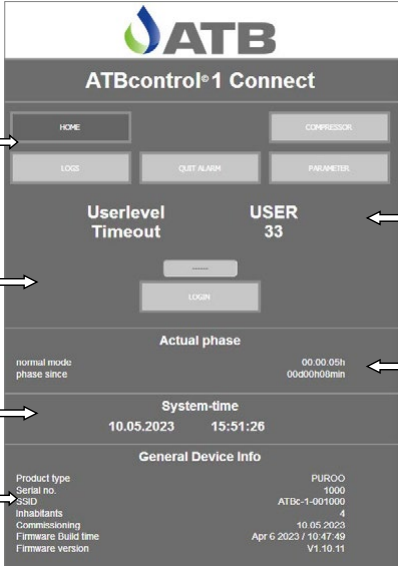 ATB
ATBcontrol©1 Connect
HOME
COMPRESSOR
LOGS
QUIT ALARM
PARAMETER
Userlevel USER
Timeout 33
LOGIN
Actual phase
normal mode 00:00:05h
phase since 00d00h08min
System-time
10.05.2023 15:51:26
General Device Info
Product type PUROO
Serial no. 1000
SSID ATBc-1-001000
Inhabitants 4
Commissioning 10.05.2023
Firmware Build time Apr 6 2023 / 10:47:49
Firmware version V1.10.11